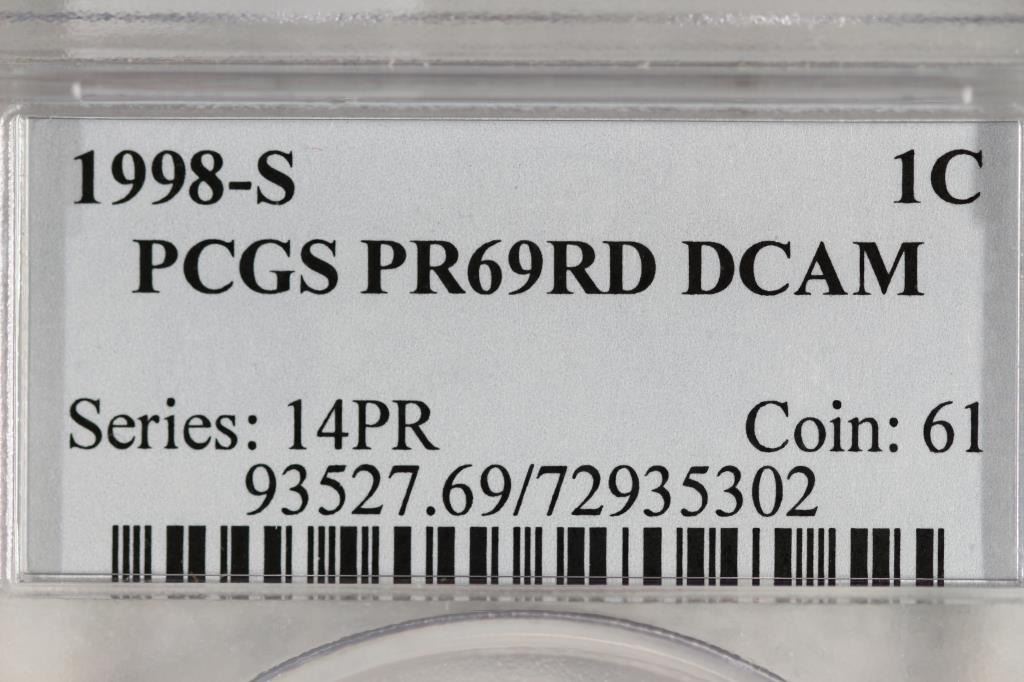 1998-S 1C
PCGS PR69RD DCAM
Series: 14PR Coin: 61
93527.69/72935302